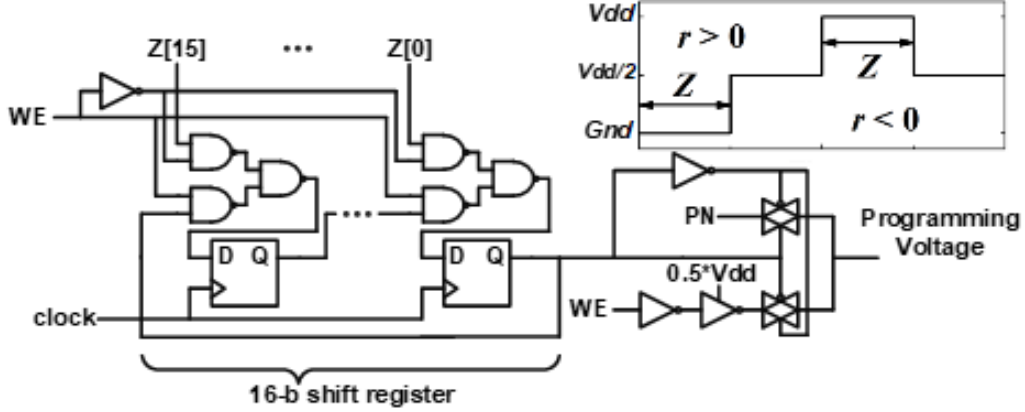 Z[15] ... Z[0]
WE
D Q
D Q
clock
16-b shift register
Vdd
Vdd/2
Gnd
r > 0
Z
Z
r < 0
PN
0.5*Vdd
WE
Programming
Voltage